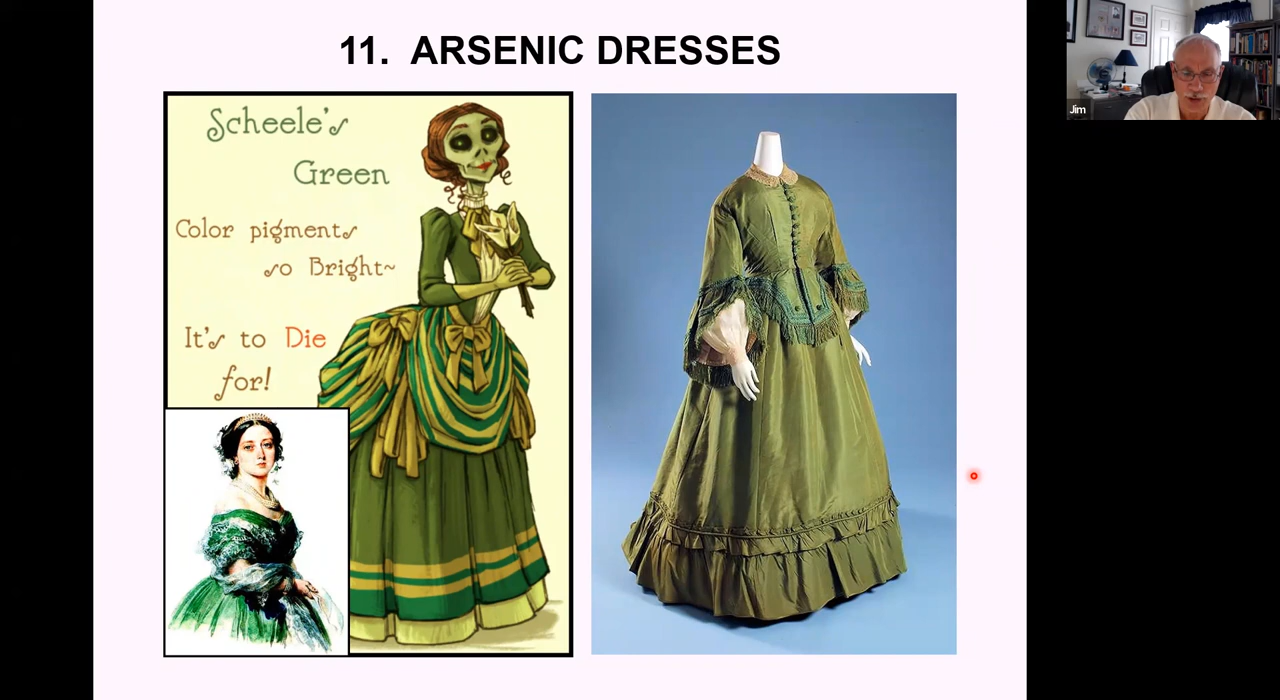 11. ARSENIC DRESSES
Scheele's
Green
Color pigments
so Bright~
It's to Die
for!
Jim